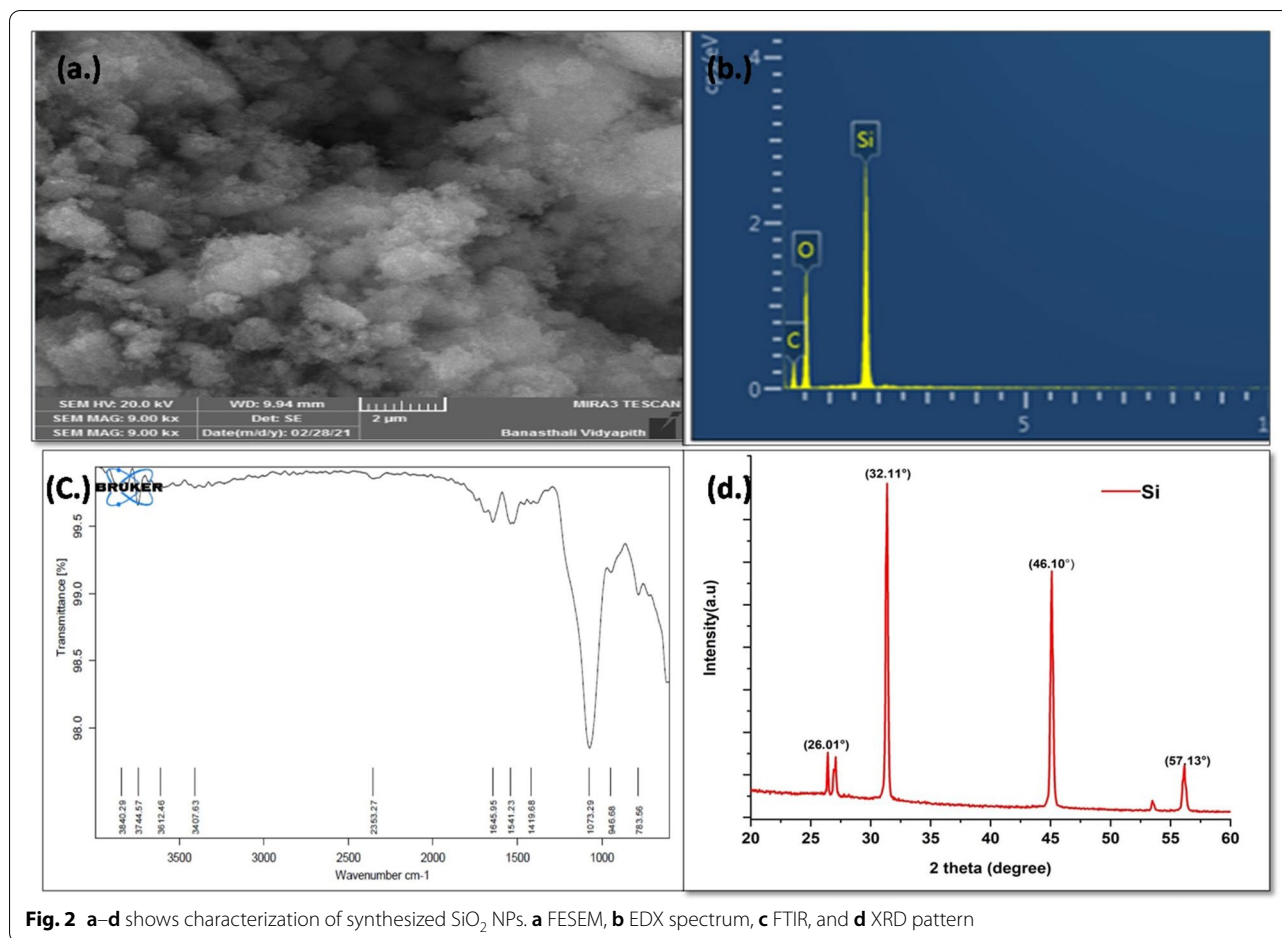 (a.)
SEM HV: 20.0 kV
WD: 9.94 mm
MIRA3 TESCAN
SEM MAG: 9.00 kx
Det: SE
2 µm
SEM MAG: 9.00 kx
Date(m/d/y): 02/28/21
Banasthali Vidyapith
(b.)
4
Si
2
O
C
0
5
1
(C.)
BRUKER
Transmittance [%]
99.5
99.0
98.5
98.0
3840.29
3744.57
3612.46
3407.63
2353.27
1645.95
1541.23
1419.68
1073.29
946.68
783.56
3500
3000
2500
2000
1500
1000
Wavenumber cm-1
(d.)
(32.11°)
Si
(46.10°)
(26.01°)
(57.13°)
Intensity(a.u)
20
25
30
35
40
45
50
55
60
2 theta (degree)
Fig. 2 a–d shows characterization of synthesized SiO₂ NPs. a FESEM, b EDX spectrum, c FTIR, and d XRD pattern